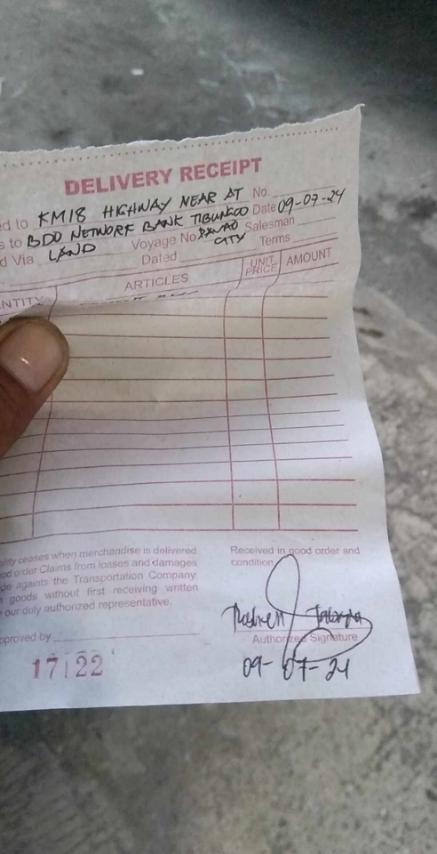 DELIVERY RECEIPT
ed to KM18 HIGHWAY NEAR AT No.
s to BDO NETWORK BANK TIBUNGCO Date 09-07-24
d Via LAND Voyage No. DAVAO CITY Salesman
Dated Terms
NTITY ARTICLES UNIT PRICE AMOUNT
ility ceases when merchandise is delivered
od order Claims from losses and damages
de againts the Transportation Company
goods without first receiving written
our duly authorized representative.
Received in good order and
condition
pproved by
Authorized Signature
17122
09-07-24